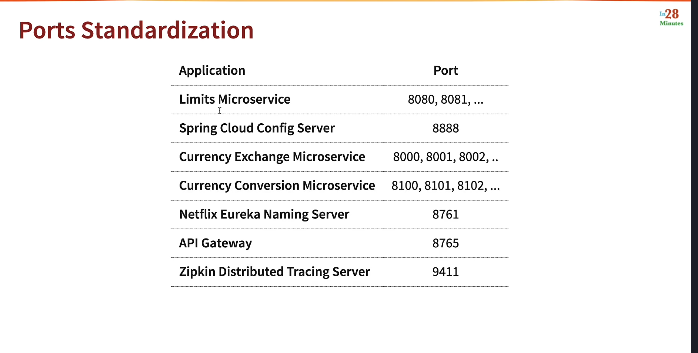 Ports Standardization
in28
Minutes
Application Port
Limits Microservice 8080, 8081, ...
Spring Cloud Config Server 8888
Currency Exchange Microservice 8000, 8001, 8002, ..
Currency Conversion Microservice 8100, 8101, 8102, ...
Netflix Eureka Naming Server 8761
API Gateway 8765
Zipkin Distributed Tracing Server 9411